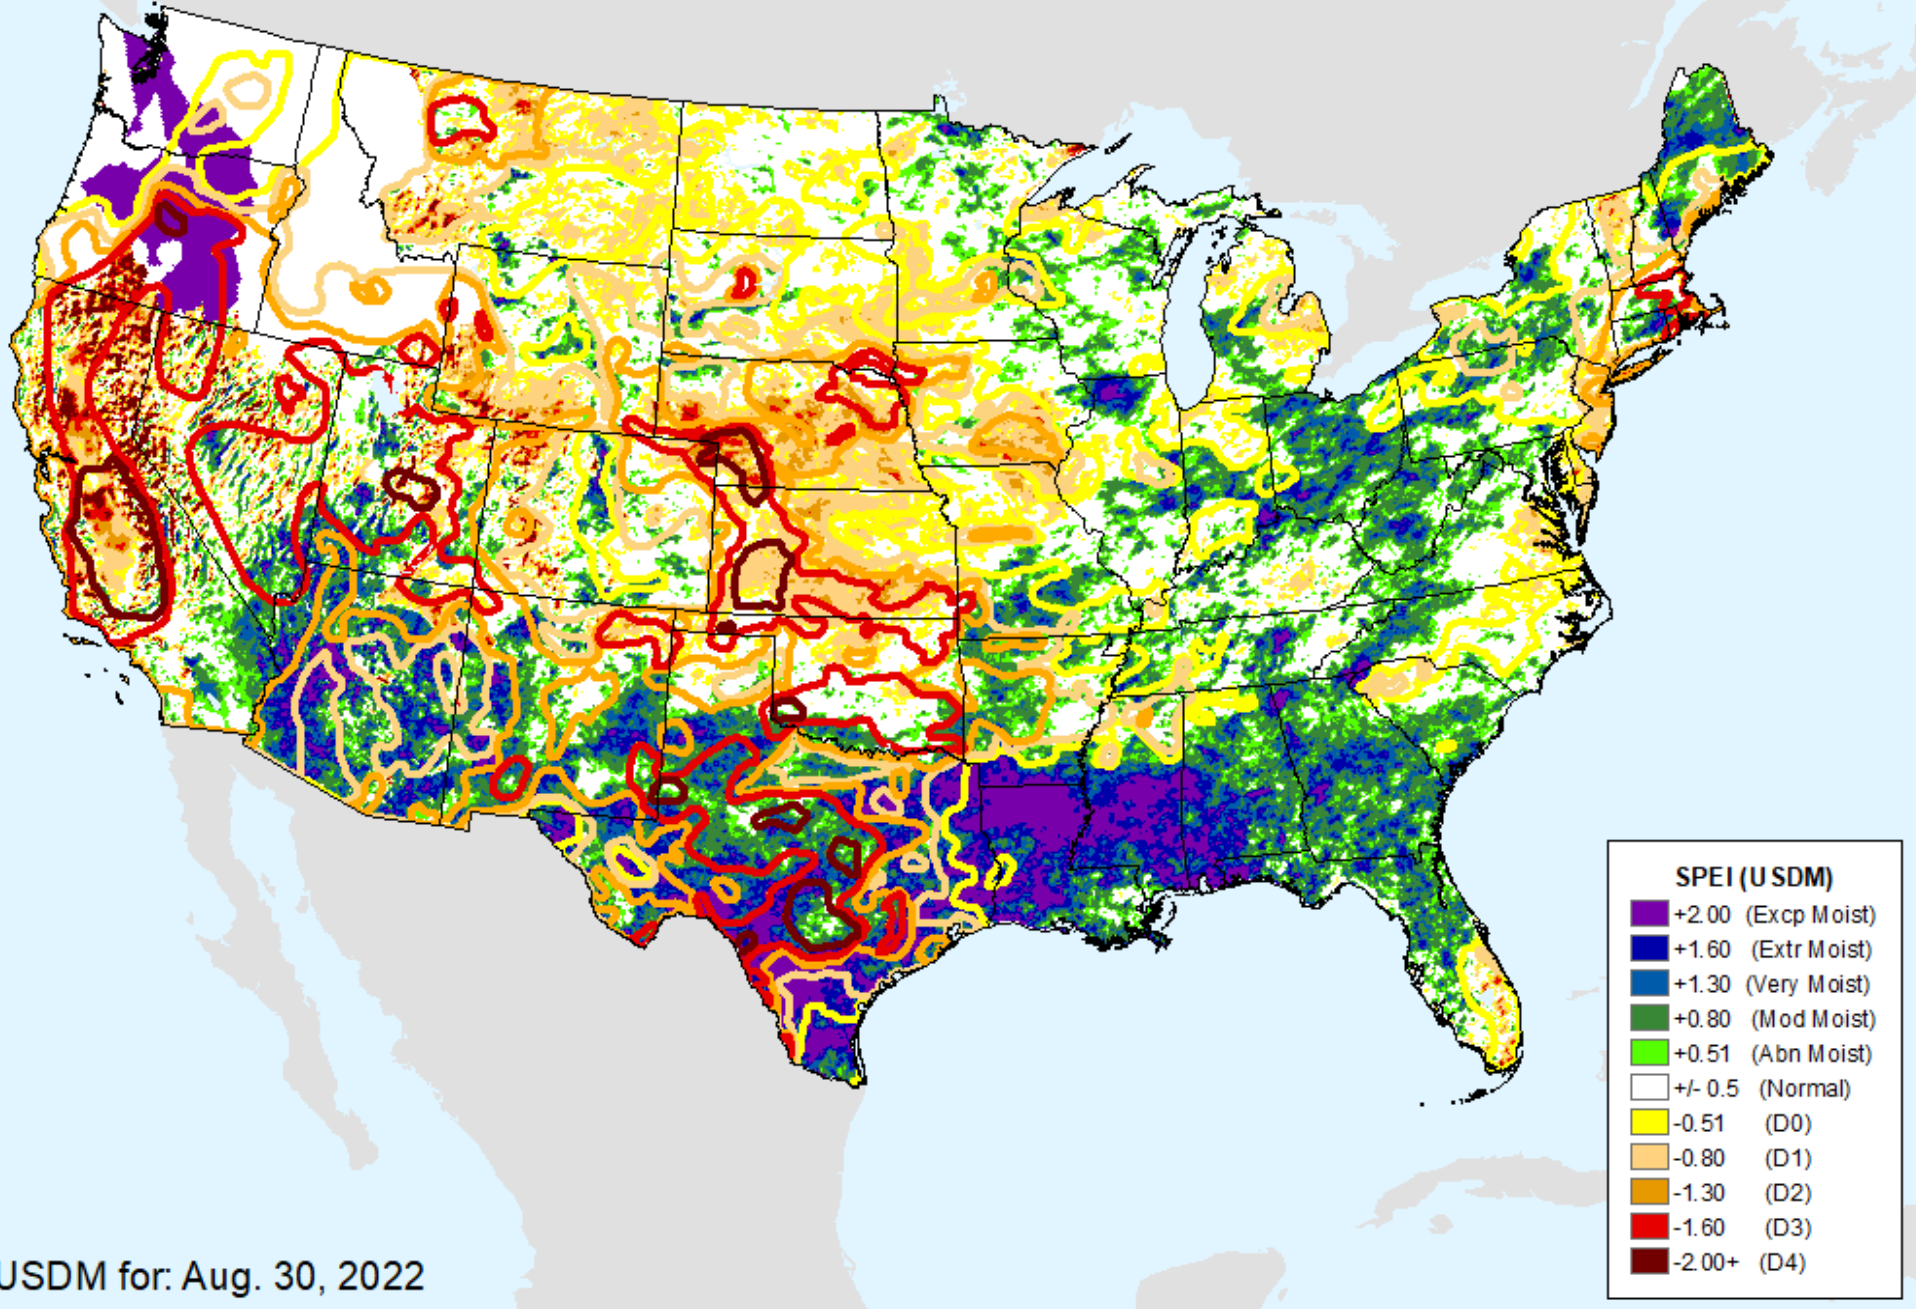 SPEI (USDM)
+2.00 (Excp Moist)
+1.60 (Extr Moist)
+1.30 (Very Moist)
+0.80 (Mod Moist)
+0.51 (Abn Moist)
+/- 0.5 (Normal)
-0.51 (D0)
-0.80 (D1)
-1.30 (D2)
-1.60 (D3)
-2.00+ (D4)
USDM for: Aug. 30, 2022